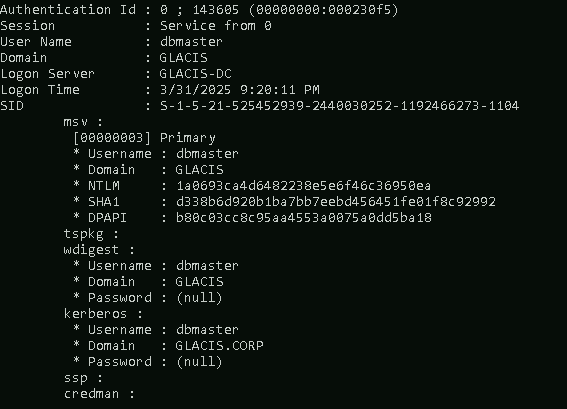 Authentication Id : 0 ; 143605 (00000000:000230f5)
Session           : Service from 0
User Name         : dbmaster
Domain            : GLACIS
Logon Server      : GLACIS-DC
Logon Time        : 3/31/2025 9:20:11 PM
SID               : S-1-5-21-525452939-2440030252-1192466273-1104
        msv :
         [00000003] Primary
         * Username : dbmaster
         * Domain   : GLACIS
         * NTLM     : 1a0693ca4d6482238e5e6f46c36950ea
         * SHA1     : d338b6d920b1ba7bb7eebd456451fe01f8c92992
         * DPAPI    : b80c03cc8c95aa4553a0075a0dd5ba18
        tspkg :
        wdigest :
         * Username : dbmaster
         * Domain   : GLACIS
         * Password : (null)
        kerberos :
         * Username : dbmaster
         * Domain   : GLACIS.CORP
         * Password : (null)
        ssp :
        credman :